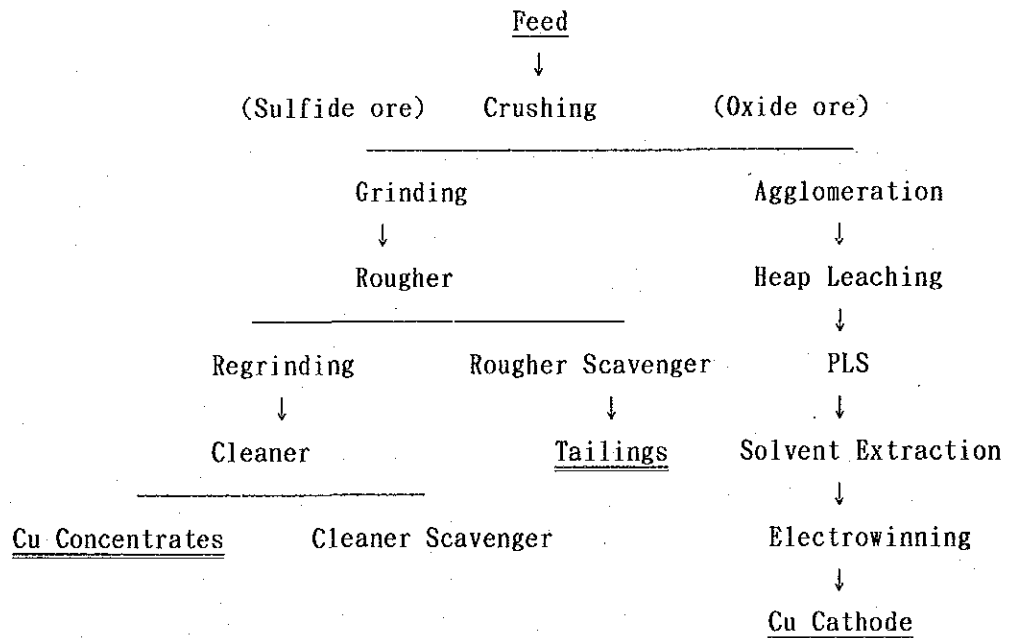 Feed
↓
(Sulfide ore) Crushing (Oxide ore)
Grinding Agglomeration
↓ ↓
Rougher Heap Leaching
↓
Regrinding Rougher Scavenger PLS
↓ ↓ ↓
Cleaner Tailings Solvent Extraction
↓
Cu Concentrates Cleaner Scavenger Electrowinning
↓
Cu Cathode